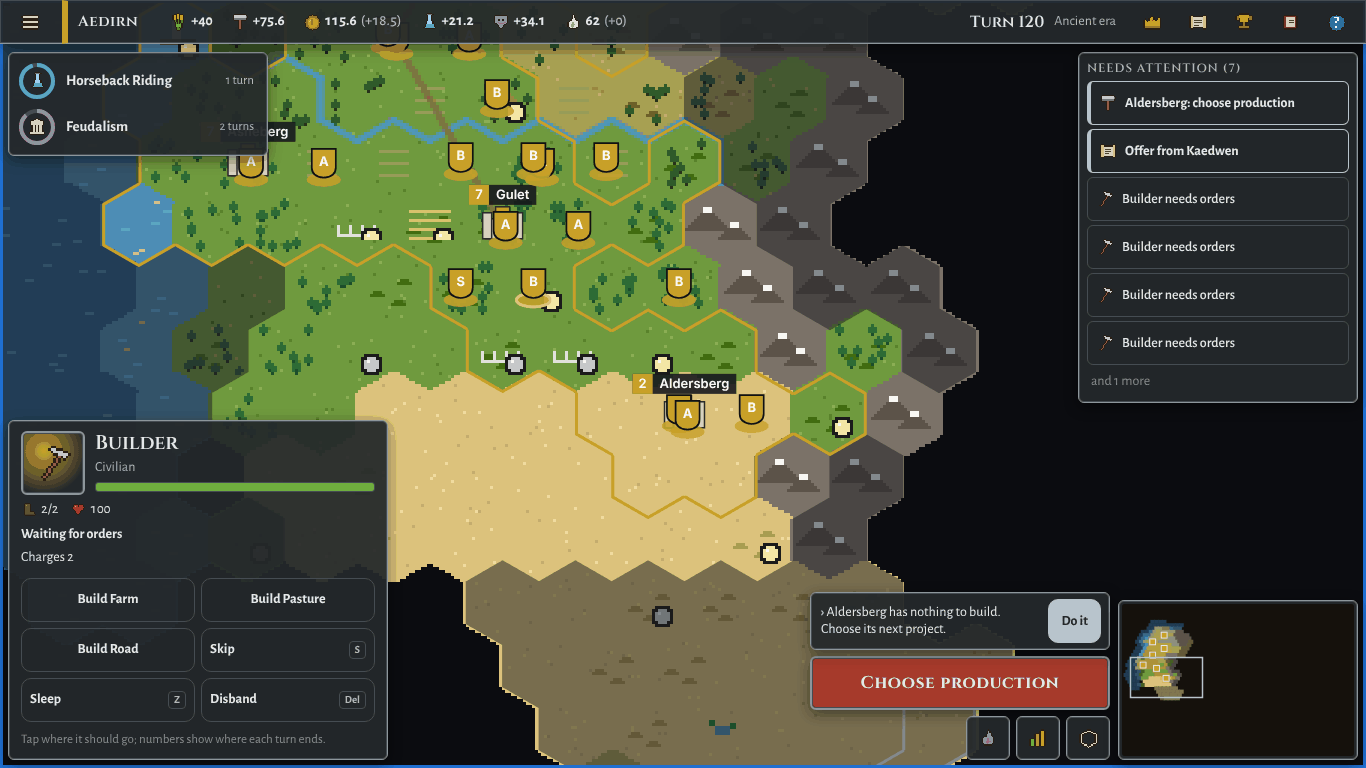 AEDIRN
+40
+75.6
115.6 (+18.5)
+21.2
+34.1
62 (+0)
TURN 120 Ancient era
?
Horseback Riding 1 turn
Feudalism 2 turns
NEEDS ATTENTION (7)
Aldersberg: choose production
Offer from Kaedwen
Builder needs orders
Builder needs orders
Builder needs orders
Builder needs orders
and 1 more
B
A
A
B
B
B
7 Gulet
A
A
S
B
B
2 Aldersberg
A
B
BUILDER
Civilian
2/2 100
Waiting for orders
Charges 2
Build Farm
Build Pasture
Build Road
Skip S
Sleep Z
Disband Del
Tap where it should go; numbers show where each turn ends.
› Aldersberg has nothing to build.
Choose its next project.
Do it
CHOOSE PRODUCTION